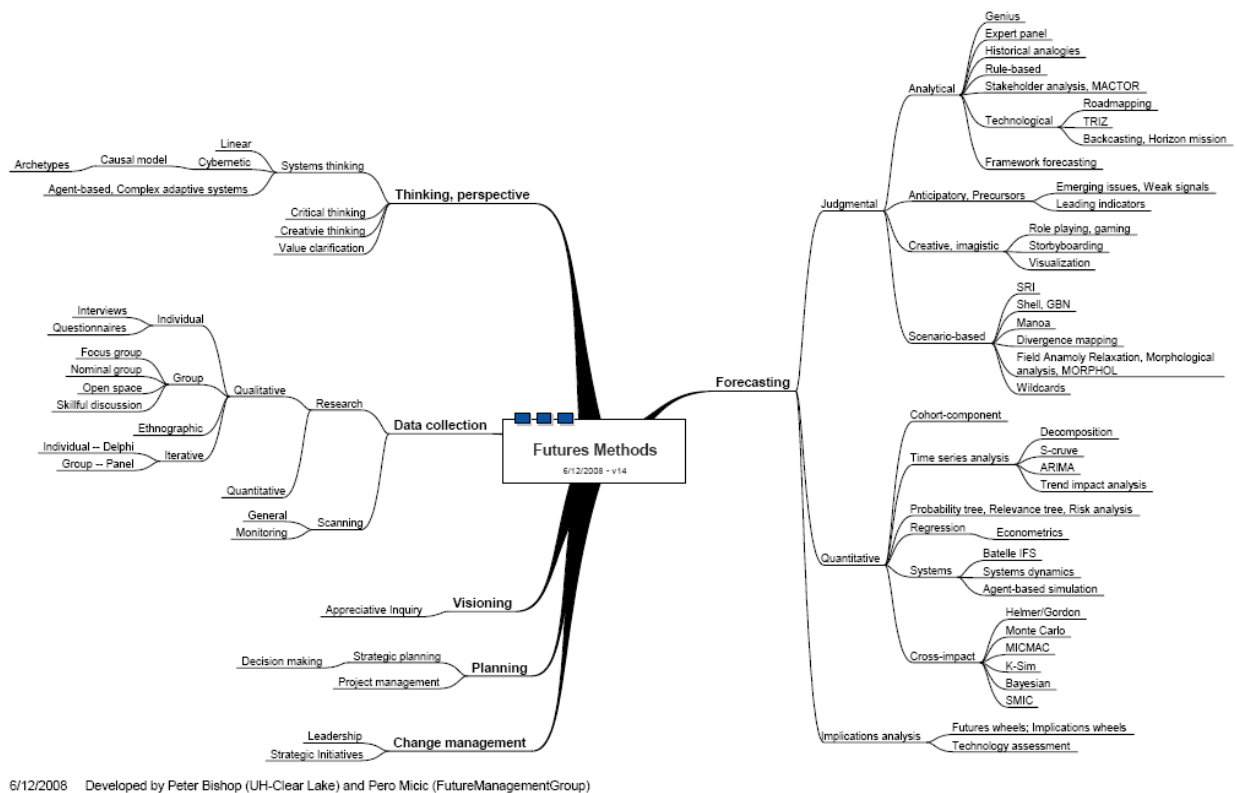 Linear
Archetypes
Causal model
Cybernetic
Systems thinking
Agent-based, Complex adaptive systems
Thinking, perspective
Critical thinking
Creativie thinking
Value clarification
Interviews
Questionnaires
Individual
Focus group
Nominal group
Open space
Skillful discussion
Group
Qualitative
Research
Ethnographic
Individual -- Delphi
Group -- Panel
Iterative
Quantitative
General
Monitoring
Scanning
Data collection
Appreciative Inquiry
Visioning
Decision making
Strategic planning
Project management
Planning
Leadership
Strategic Initiatives
Change management
Futures Methods
6/12/2008 - v14
Forecasting
Judgmental
Analytical
Genius
Expert panel
Historical analogies
Rule-based
Stakeholder analysis, MACTOR
Technological
Roadmapping
TRIZ
Backcasting, Horizon mission
Framework forecasting
Anticipatory, Precursors
Emerging issues, Weak signals
Leading indicators
Creative, imagistic
Role playing, gaming
Storbyboarding
Visualization
Scenario-based
SRI
Shell, GBN
Manoa
Divergence mapping
Field Anamoly Relaxation, Morphological
analysis, MORPHOL
Wildcards
Quantitative
Cohort-component
Time series analysis
Decomposition
S-cruve
ARIMA
Trend impact analysis
Probability tree, Relevance tree, Risk analysis
Regression
Econometrics
Systems
Batelle IFS
Systems dynamics
Agent-based simulation
Cross-impact
Helmer/Gordon
Monte Carlo
MICMAC
K-Sim
Bayesian
SMIC
Implications analysis
Futures wheels; Implications wheels
Technology assessment
6/12/2008 Developed by Peter Bishop (UH-Clear Lake) and Pero Micic (FutureManagementGroup)